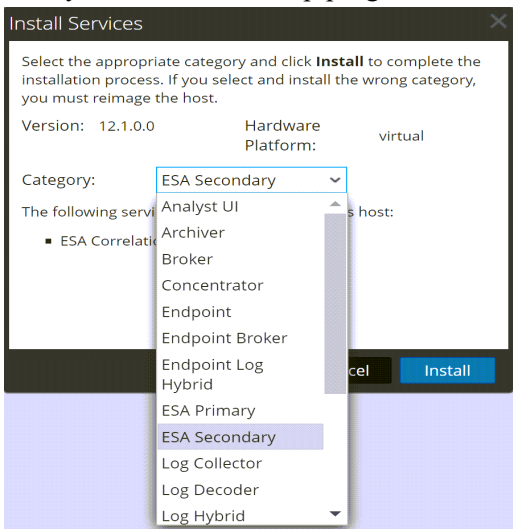 Install Services
Select the appropriate category and click Install to complete the
installation process. If you select and install the wrong category,
you must reimage the host.
Version: 12.1.0.0 Hardware Platform: virtual
Category: ESA Secondary
The following host:
ESA
Analyst UI
Archiver
Broker
Concentrator
Endpoint
Endpoint Broker
Endpoint Log
Hybrid
ESA Primary
ESA Secondary
Log Collector
Log Decoder
Log Hybrid
Install